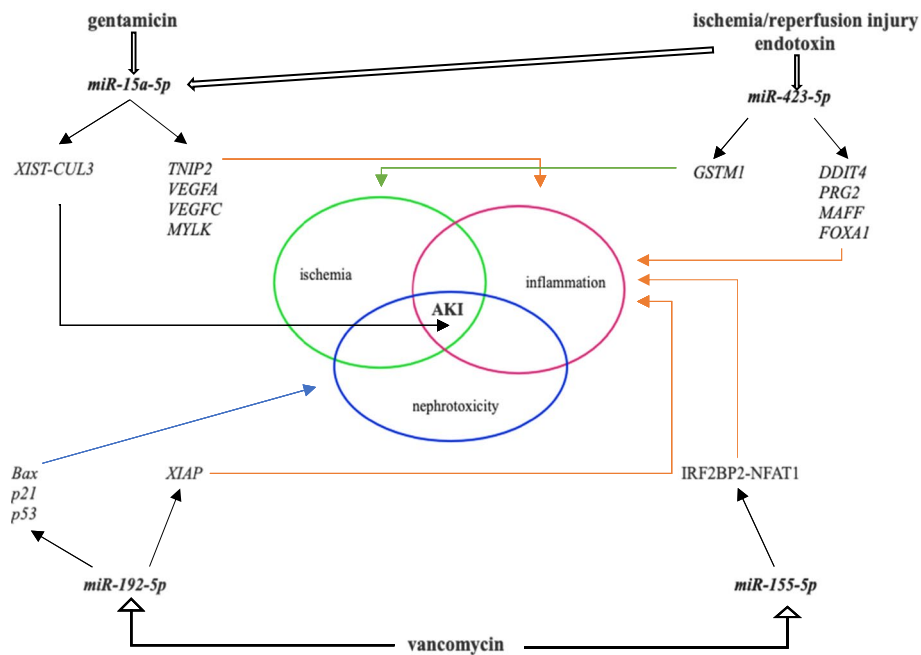 gentamicin
ischemia/reperfusion injury
endotoxin
miR-15a-5p
miR-423-5p
XIST-CUL3
TNIP2
VEGFA
VEGFC
MYLK
GSTM1
DDIT4
PRG2
MAFF
FOXA1
ischemia
inflammation
AKI
nephrotoxicity
Bax
p21
p53
XIAP
IRF2BP2-NFAT1
miR-192-5p
miR-155-5p
vancomycin